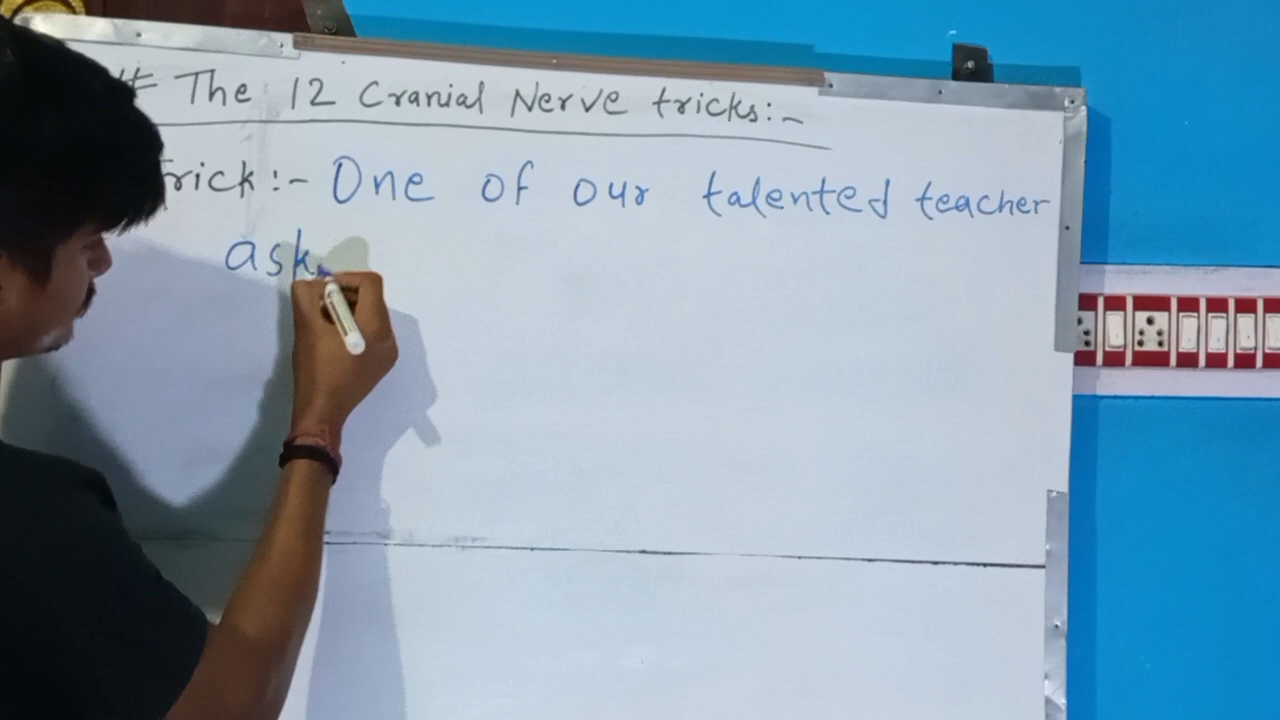 # The 12 Cranial Nerve tricks:-
Trick:- One of our talented teacher
ask